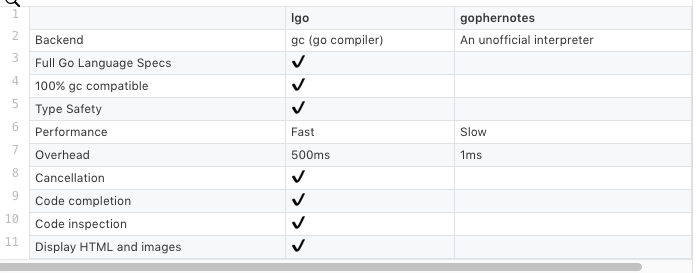 1 lgo gophernotes
2 Backend gc (go compiler) An unofficial interpreter
3 Full Go Language Specs ✔
4 100% gc compatible ✔
5 Type Safety ✔
6 Performance Fast Slow
7 Overhead 500ms 1ms
8 Cancellation ✔
9 Code completion ✔
10 Code inspection ✔
11 Display HTML and images ✔